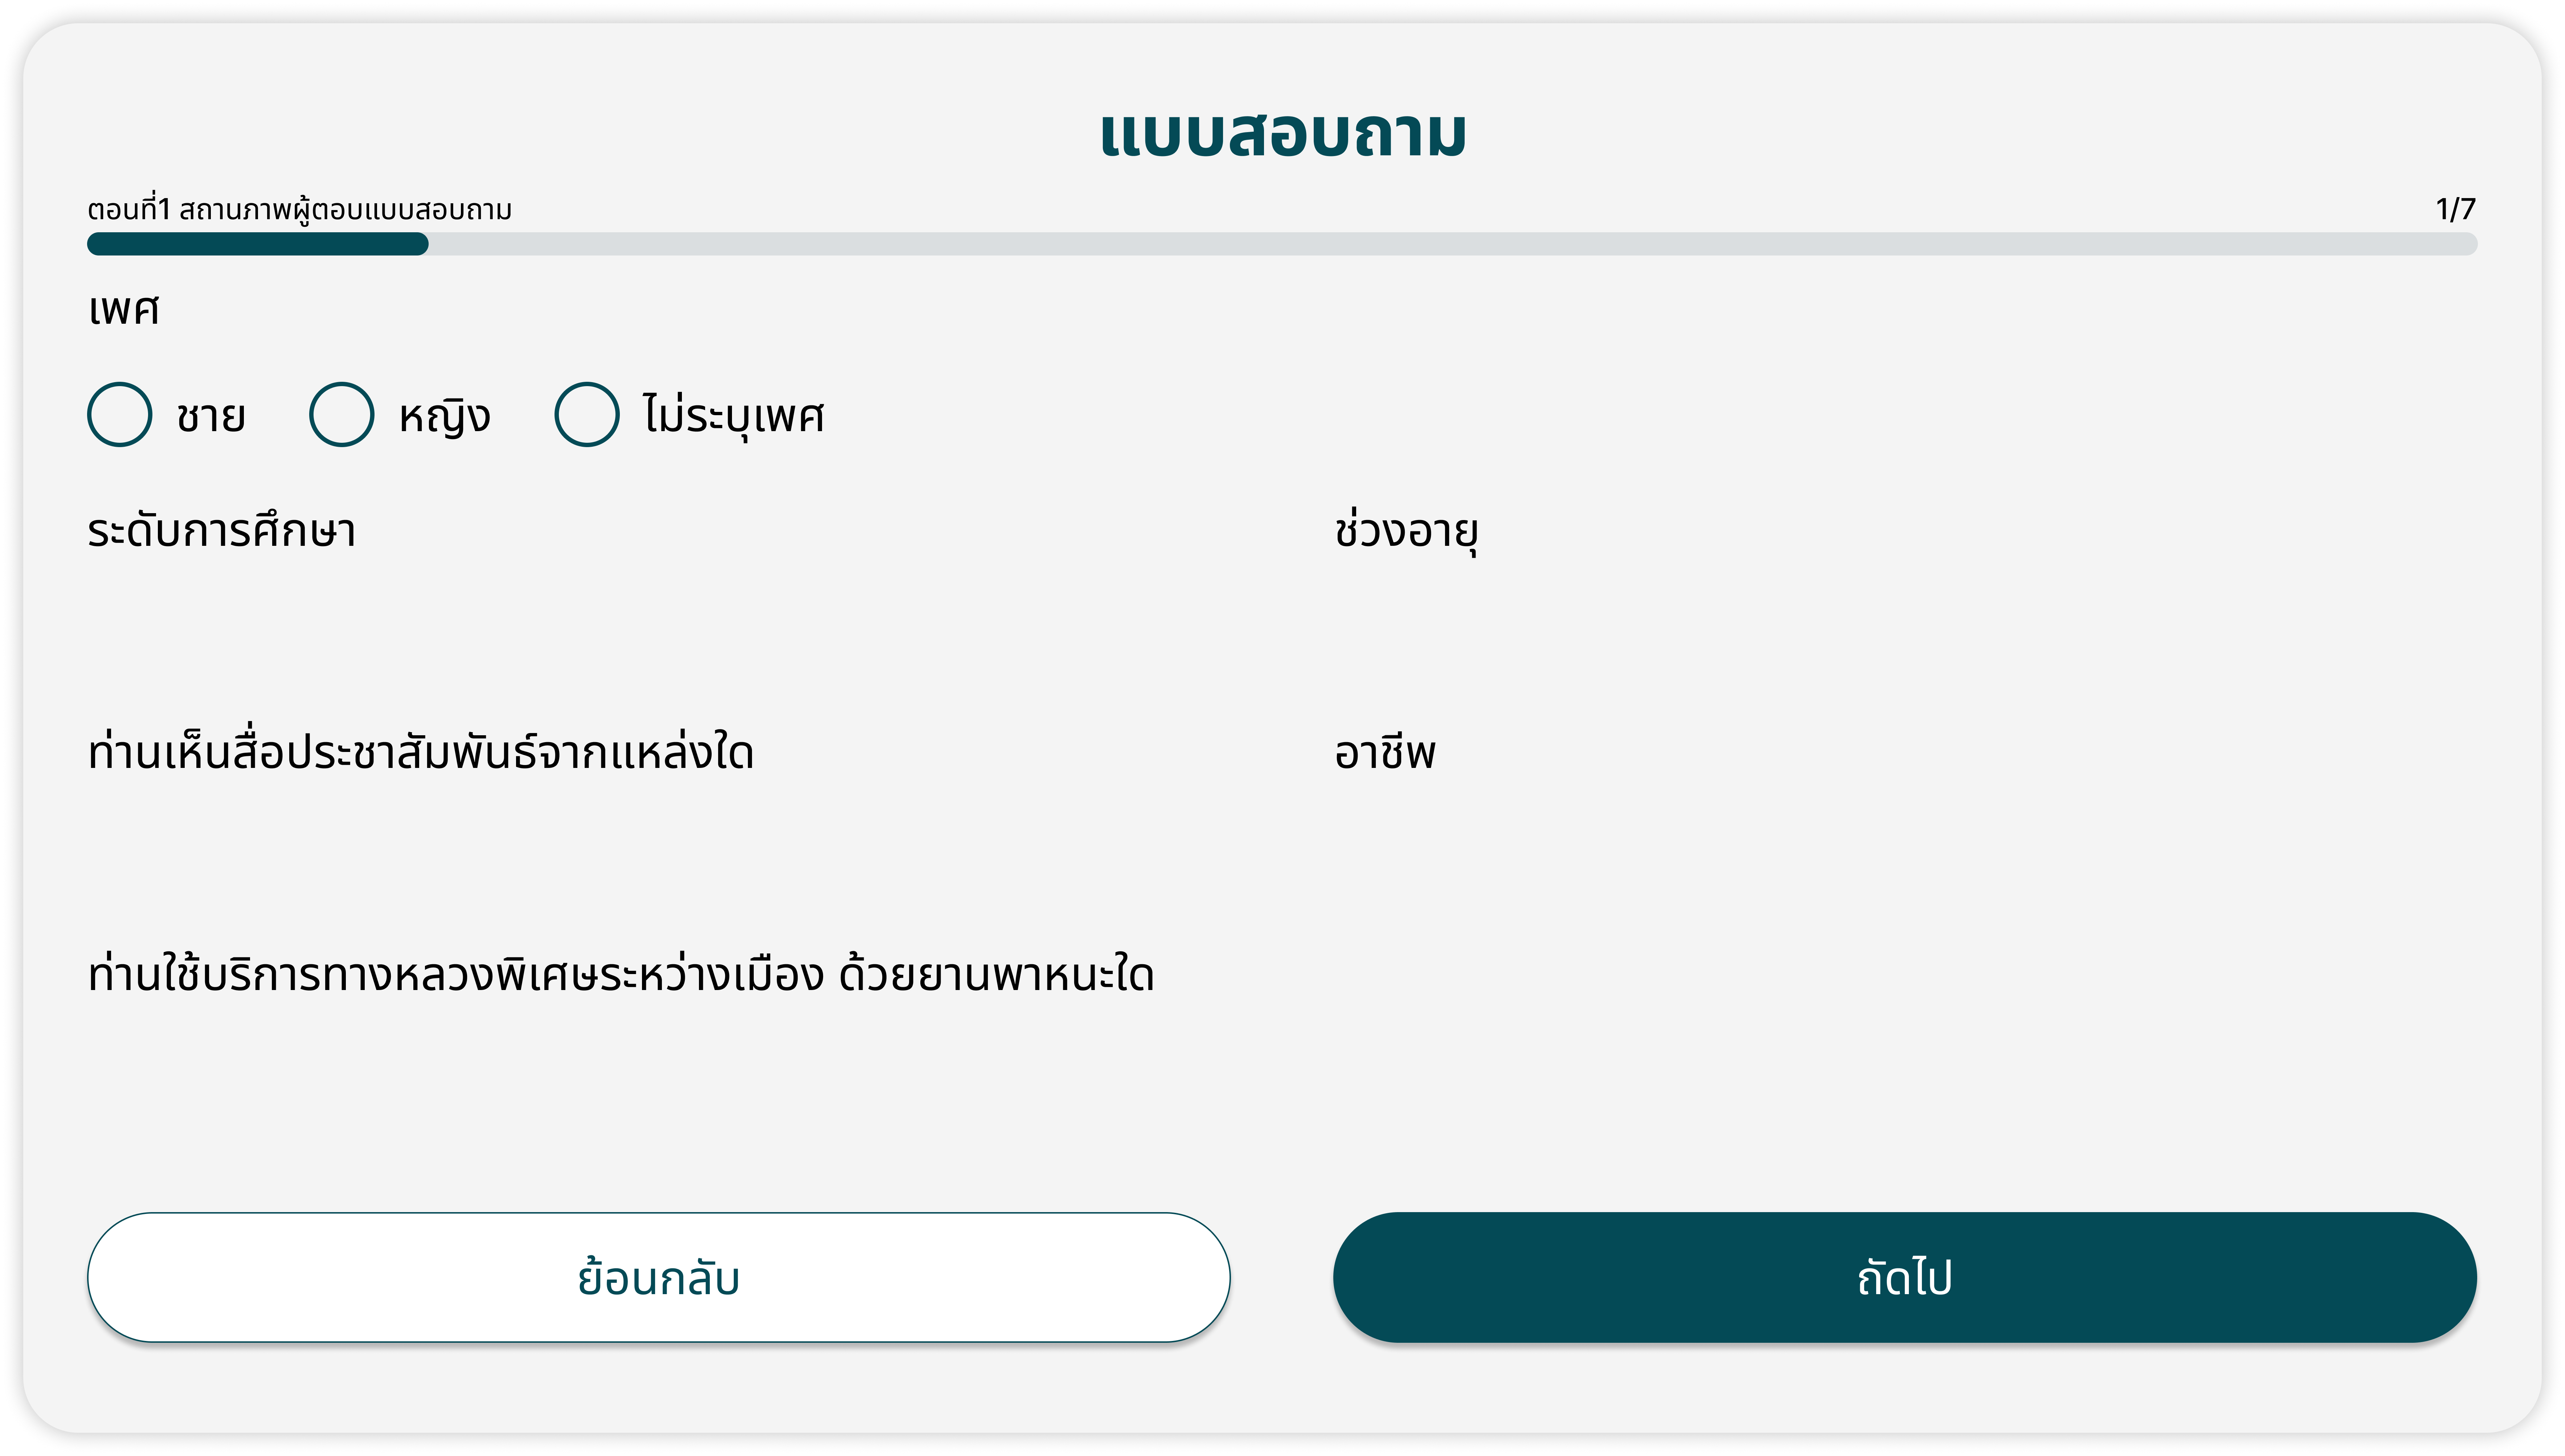 แบบสอบถาม
ตอนที่1 สถานภาพผู้ตอบแบบสอบถาม 1/7
เพศ
ชาย หญิง ไม่ระบุเพศ
ระดับการศึกษา ช่วงอายุ
ท่านเห็นสื่อประชาสัมพันธ์จากแหล่งใด อาชีพ
ท่านใช้บริการทางหลวงพิเศษระหว่างเมือง ด้วยยานพาหนะใด
ย้อนกลับ ถัดไป